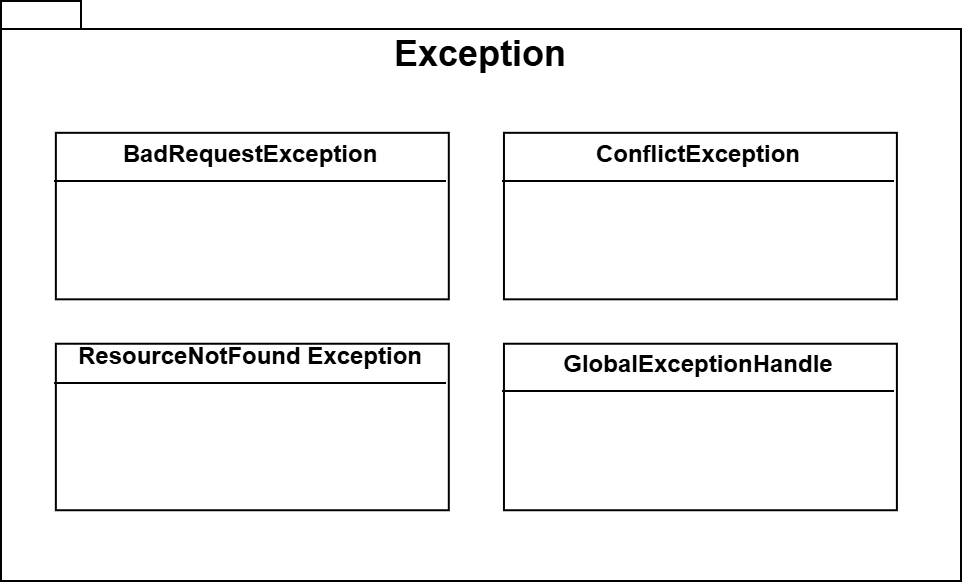 Exception
BadRequestException
ConflictException
ResourceNotFound Exception
GlobalExceptionHandle